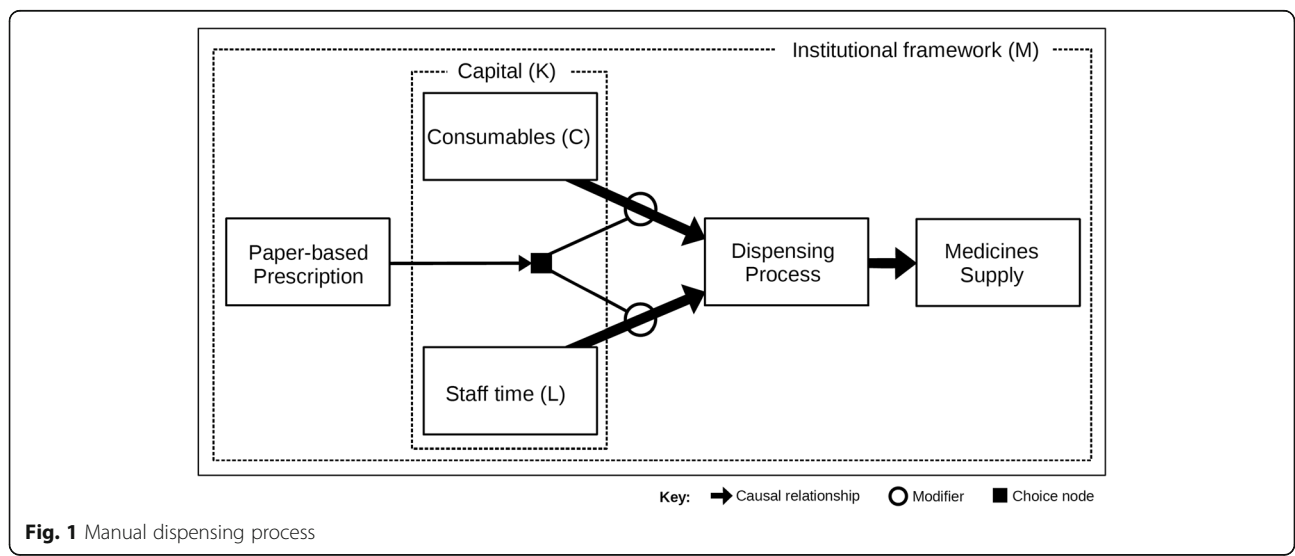 Institutional framework (M)
Capital (K)
Consumables (C)
Paper-based
Prescription
Dispensing
Process
Medicines
Supply
Staff time (L)
Key: Causal relationship Modifier Choice node
Fig. 1 Manual dispensing process